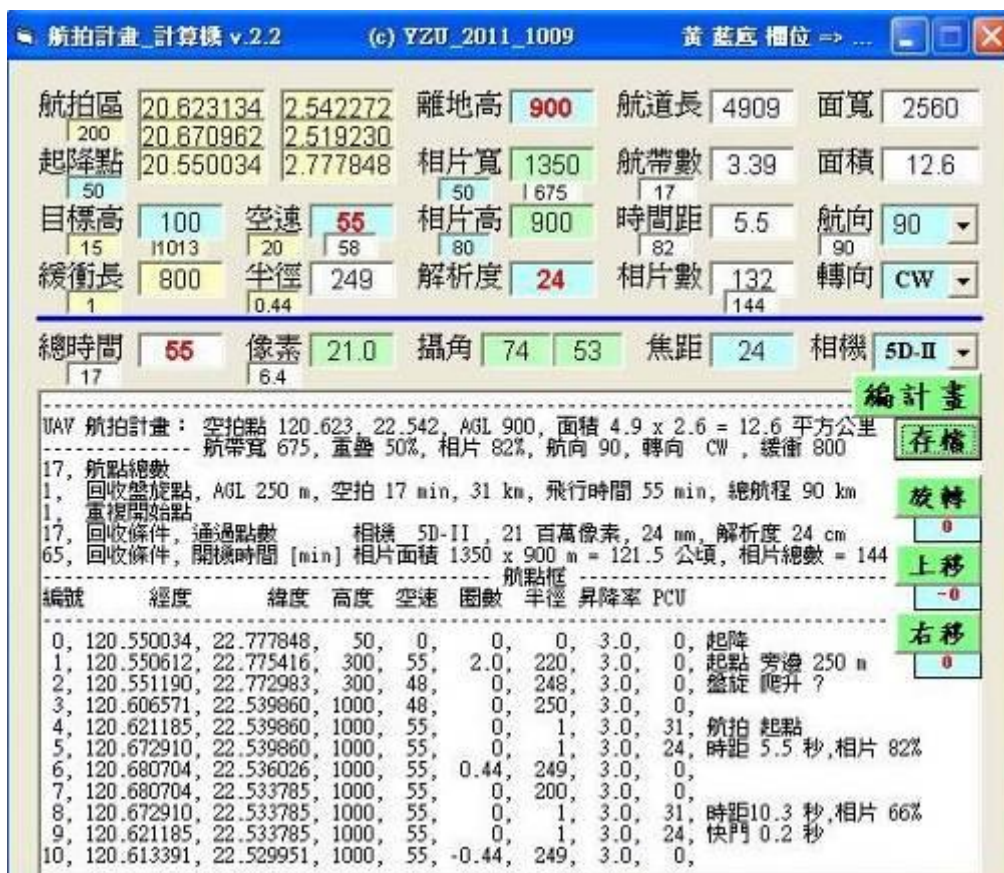 航拍計畫_計算機 v.2.2 (c) YZU_2011_1009 黃 藍底 欄位 => ...
航拍區 20.623134 2.542272 離地高 900 航道長 4909 面寬 2560
200 20.670962 2.519230
起降點 20.550034 2.777848 相片寬 1350 航帶數 3.39 面積 12.6
50 50 675 17
目標高 100 空速 55 相片高 900 時間距 5.5 航向 90
15 1013 20 58 80 82 90
緩衝長 800 半徑 249 解析度 24 相片數 132 轉向 CW
1 0.44 144
總時間 55 像素 21.0 攝角 74 53 焦距 24 相機 5D-II
17 6.4
編計畫
存檔
旋轉
0
上移
-0
右移
0
UAV 航拍計畫： 空拍點 120.623, 22.542, AGL 900, 面積 4.9 x 2.6 = 12.6 平方公里
航帶寬 675, 重疊 50%, 相片 82%, 航向 90, 轉向 CW , 緩衝 800
17, 航點總數
1, 回收盤旋點, AGL 250 m, 空拍 17 min, 31 km, 飛行時間 55 min, 總航程 90 km
1, 重複開始點
17, 回收條件, 通過點數 相機 5D-II , 21 百萬像素, 24 mm, 解析度 24 cm
65, 回收條件, 開機時間 [min] 相片面積 1350 x 900 m = 121.5 公頃, 相片總數 = 144
航點框
編號 經度 緯度 高度 空速 圈數 半徑 昇降率 PCU
0, 120.550034, 22.777848, 50, 0, 0, 0, 3.0, 0, 起降
1, 120.550612, 22.775416, 300, 55, 2.0, 220, 3.0, 0, 起點 旁邊 250 m
2, 120.551190, 22.772983, 300, 48, 0, 248, 3.0, 0, 盤旋 爬升 ?
3, 120.606571, 22.539860, 1000, 48, 0, 250, 3.0, 0,
4, 120.621185, 22.539860, 1000, 55, 0, 1, 3.0, 31, 航拍 起點
5, 120.672910, 22.539860, 1000, 55, 0, 1, 3.0, 24, 時距 5.5 秒,相片 82%
6, 120.680704, 22.536026, 1000, 55, 0.44, 249, 3.0, 0,
7, 120.680704, 22.533785, 1000, 55, 0, 200, 3.0, 0,
8, 120.672910, 22.533785, 1000, 55, 0, 1, 3.0, 31, 時距10.3 秒,相片 66%
9, 120.621185, 22.533785, 1000, 55, 0, 1, 3.0, 24, 快門 0.2 秒
10, 120.613391, 22.529951, 1000, 55, -0.44, 249, 3.0, 0,